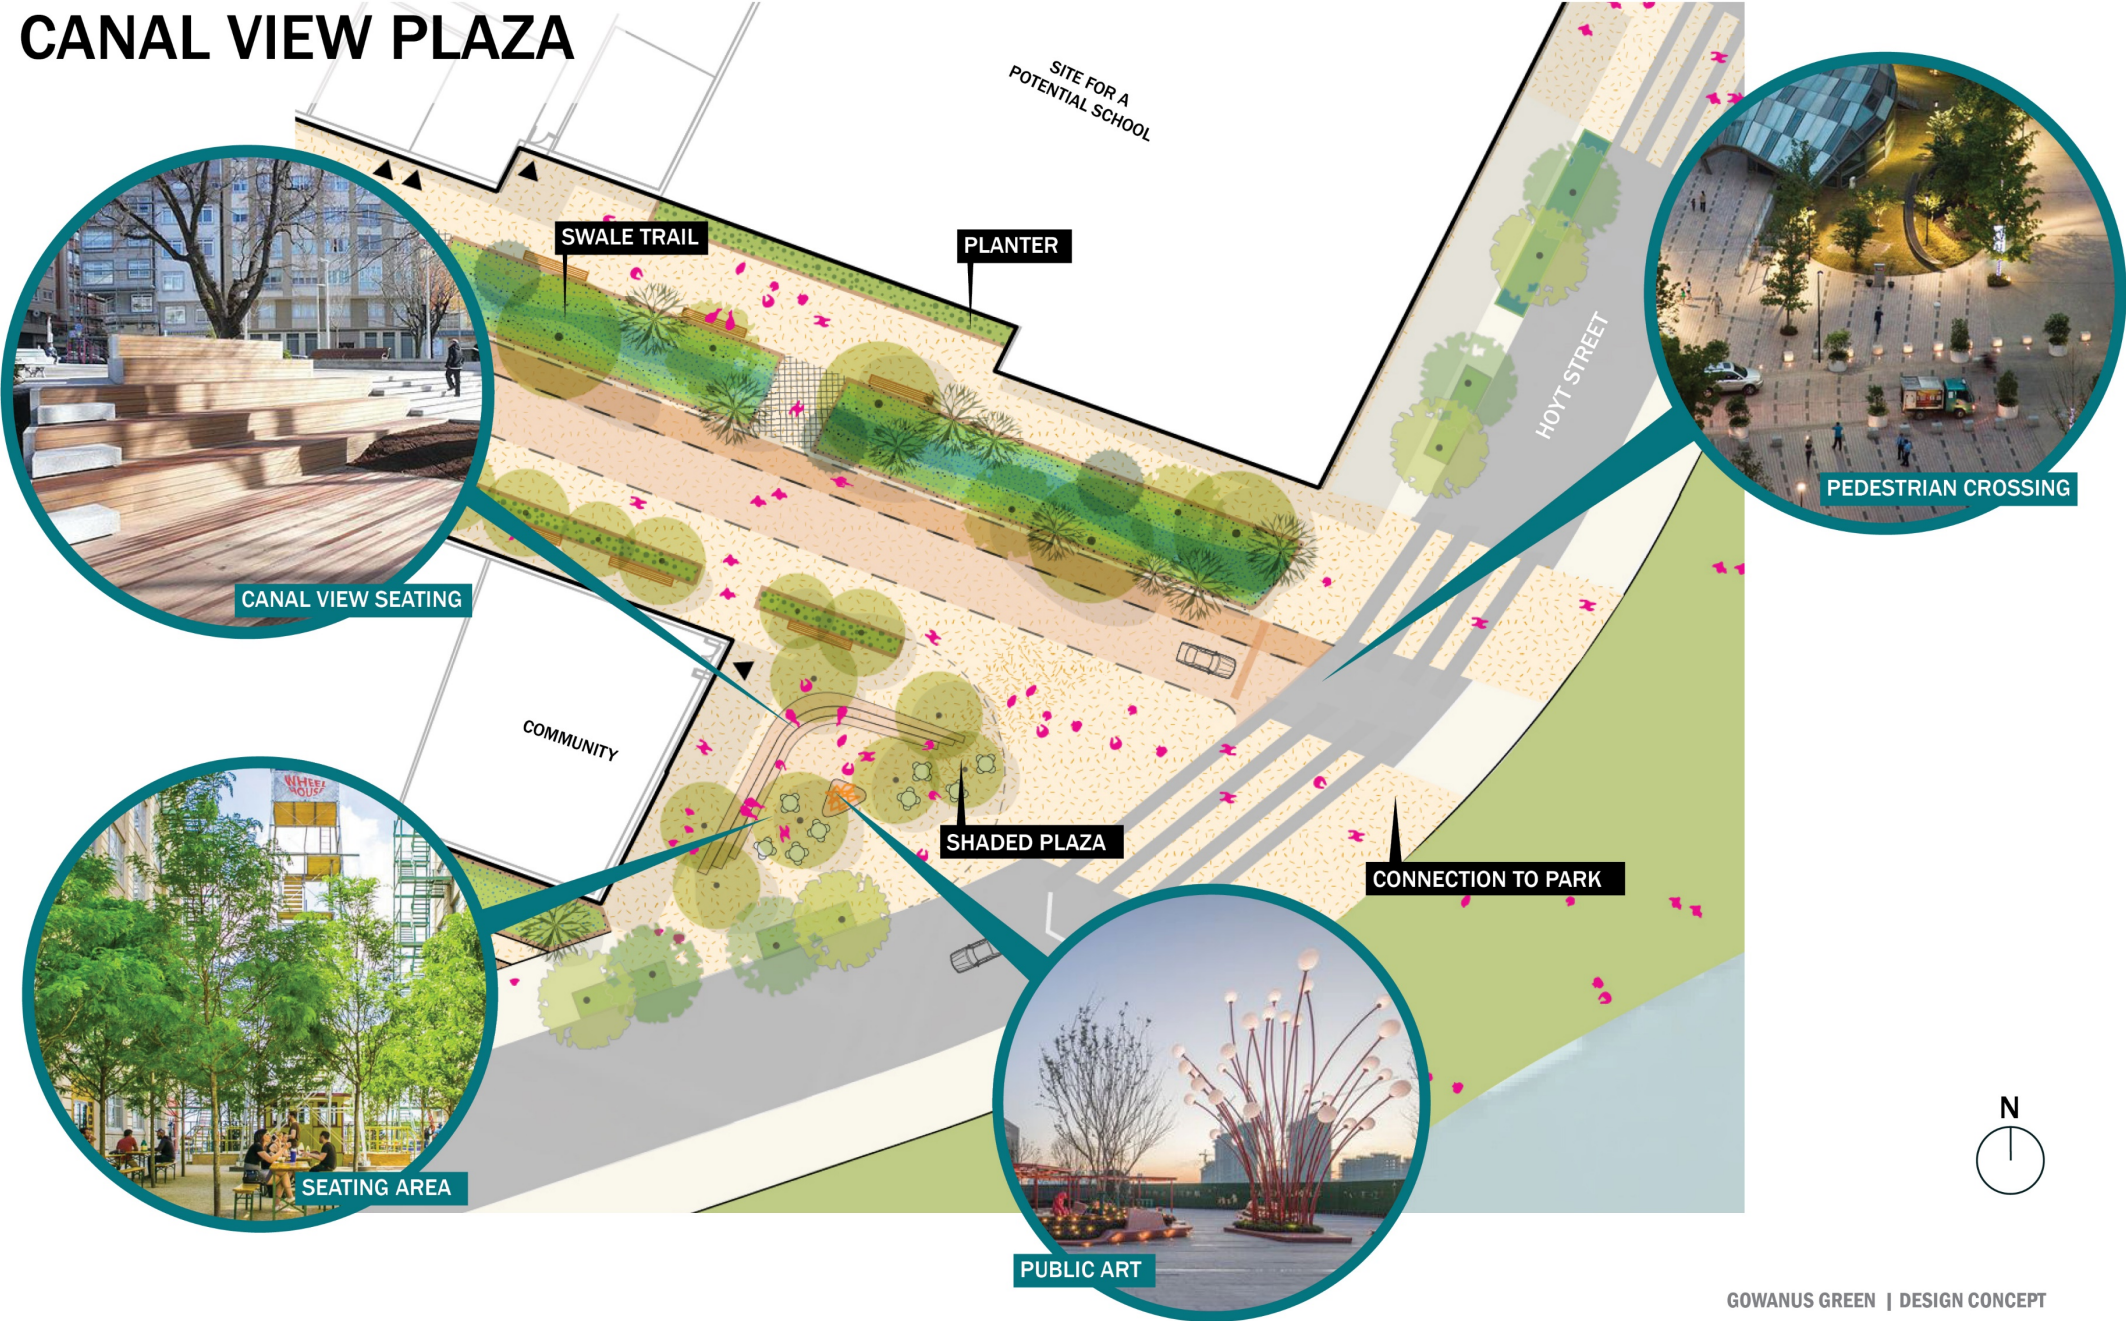 CANAL VIEW PLAZA
SITE FOR A
POTENTIAL SCHOOL
SWALE TRAIL
PLANTER
HOYT STREET
PEDESTRIAN CROSSING
CANAL VIEW SEATING
COMMUNITY
WHEEL
HOUSE
SHADED PLAZA
CONNECTION TO PARK
SEATING AREA
PUBLIC ART
N
GOWANUS GREEN | DESIGN CONCEPT